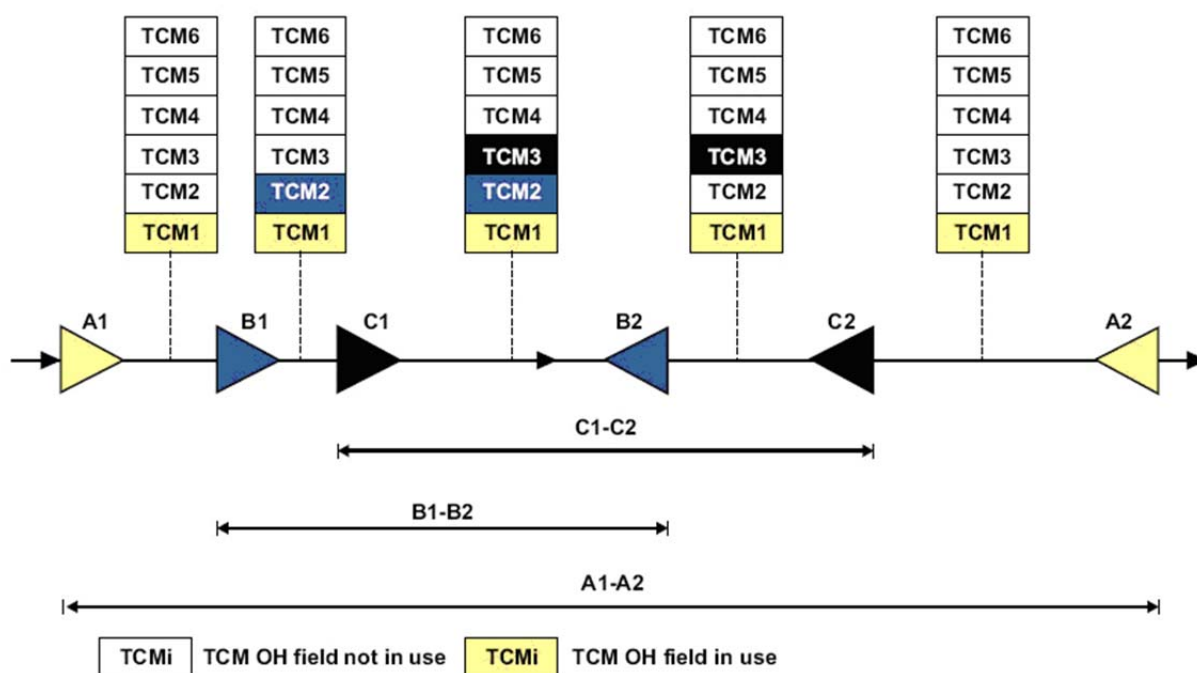 TCM6 TCM6 TCM6 TCM6 TCM6
TCM5 TCM5 TCM5 TCM5 TCM5
TCM4 TCM4 TCM4 TCM4 TCM4
TCM3 TCM3 TCM3 TCM3 TCM3
TCM2 TCM2 TCM2 TCM2 TCM2
TCM1 TCM1 TCM1 TCM1 TCM1
A1 B1 C1 B2 C2 A2
C1-C2
B1-B2
A1-A2
TCMi TCM OH field not in use TCMi TCM OH field in use